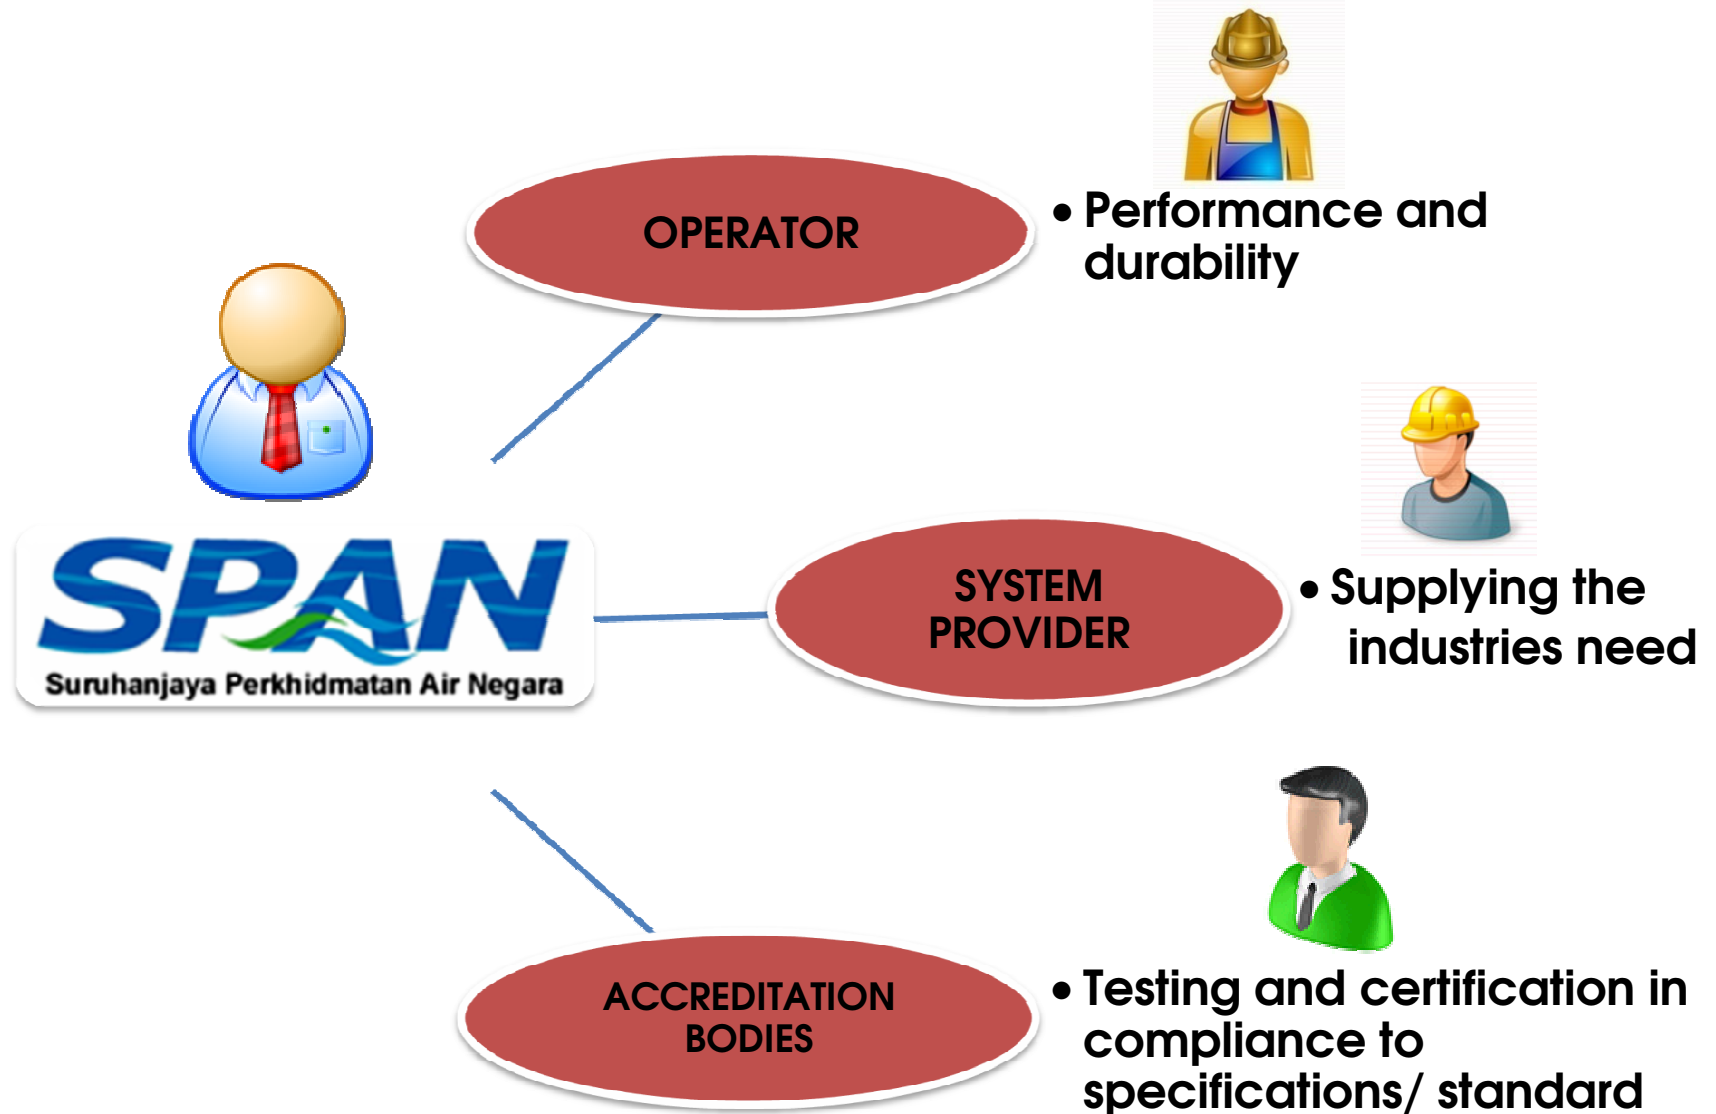 OPERATOR
• Performance and
durability
SPAN
Suruhanjaya Perkhidmatan Air Negara
SYSTEM
PROVIDER
• Supplying the
industries need
ACCREDITATION
BODIES
• Testing and certification in
compliance to
specifications/ standard